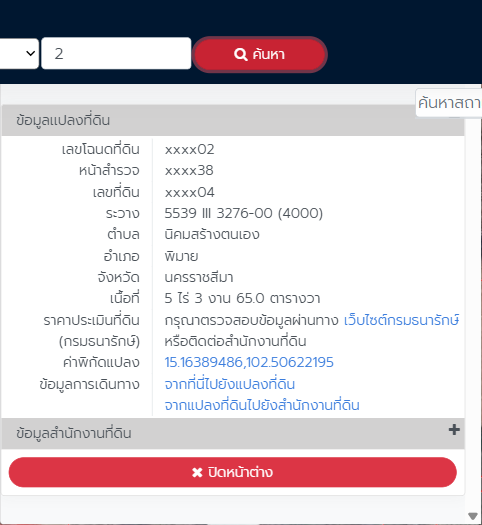 2 ค้นหา
ค้นหาสถา
ข้อมูลแปลงที่ดิน
เลขโฉนดที่ดิน xxxx02
หน้าสำรวจ xxxx38
เลขที่ดิน xxxx04
ระวาง 5539 III 3276-00 (4000)
ตำบล นิคมสร้างตนเอง
อำเภอ พิมาย
จังหวัด นครราชสีมา
เนื้อที่ 5 ไร่ 3 งาน 65.0 ตารางวา
ราคาประเมินที่ดิน กรุณาตรวจสอบข้อมูลผ่านทาง เว็บไซต์กรมธนารักษ์
(กรมธนารักษ์) หรือติดต่อสำนักงานที่ดิน
ค่าพิกัดแปลง 15.16389486,102.50622195
ข้อมูลการเดินทาง จากที่นี่ไปยังแปลงที่ดิน
จากแปลงที่ดินไปยังสำนักงานที่ดิน
ข้อมูลสำนักงานที่ดิน
ปิดหน้าต่าง